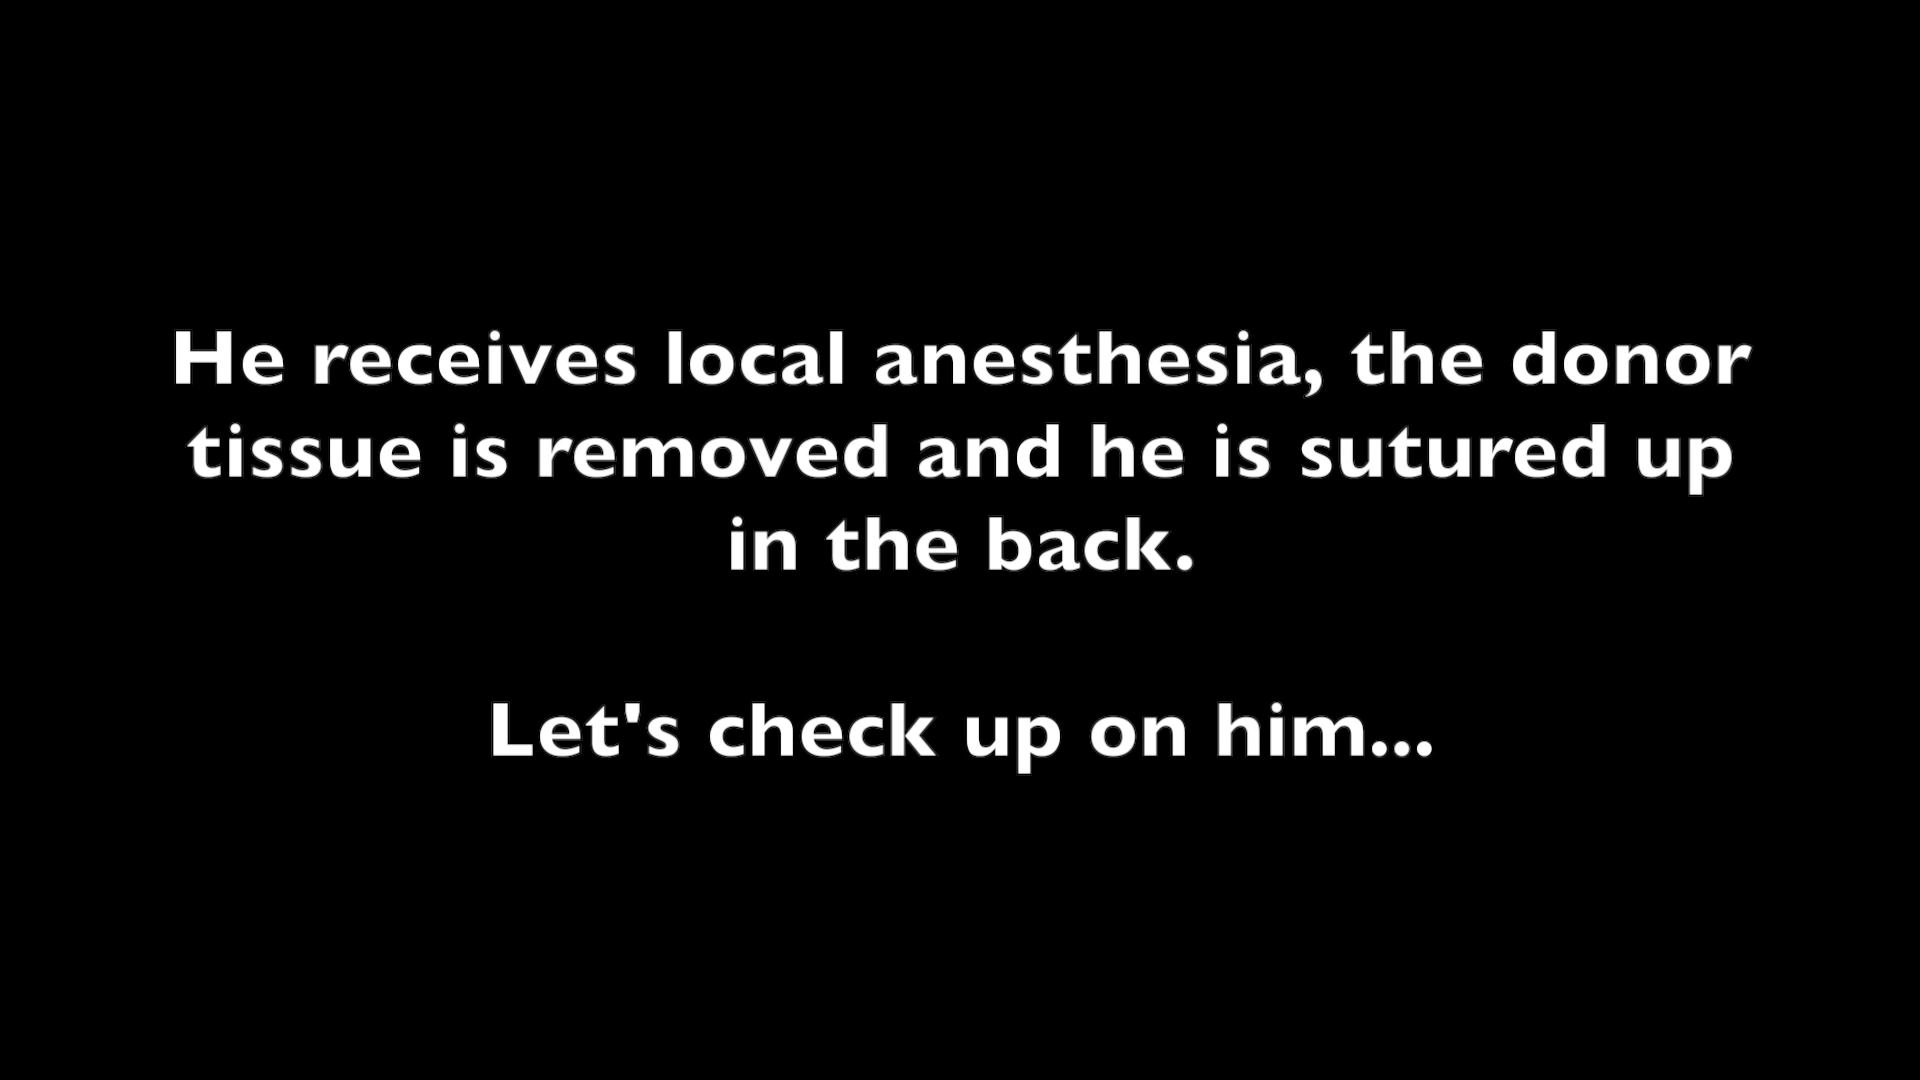 He receives local anesthesia, the donor
tissue is removed and he is sutured up
in the back.
Let's check up on him...